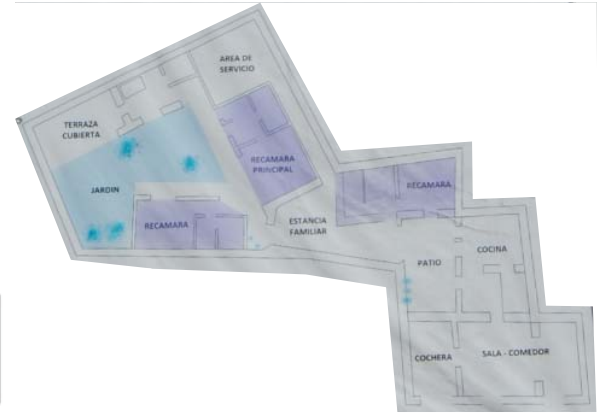 AREA DE
SERVICIO
TERRAZA
CUBIERTA
RECAMARA
PRINCIPAL
JARDIN
RECAMARA
RECAMARA
ESTANCIA
FAMILIAR
PATIO
COCINA
COCHERA
SALA - COMEDOR